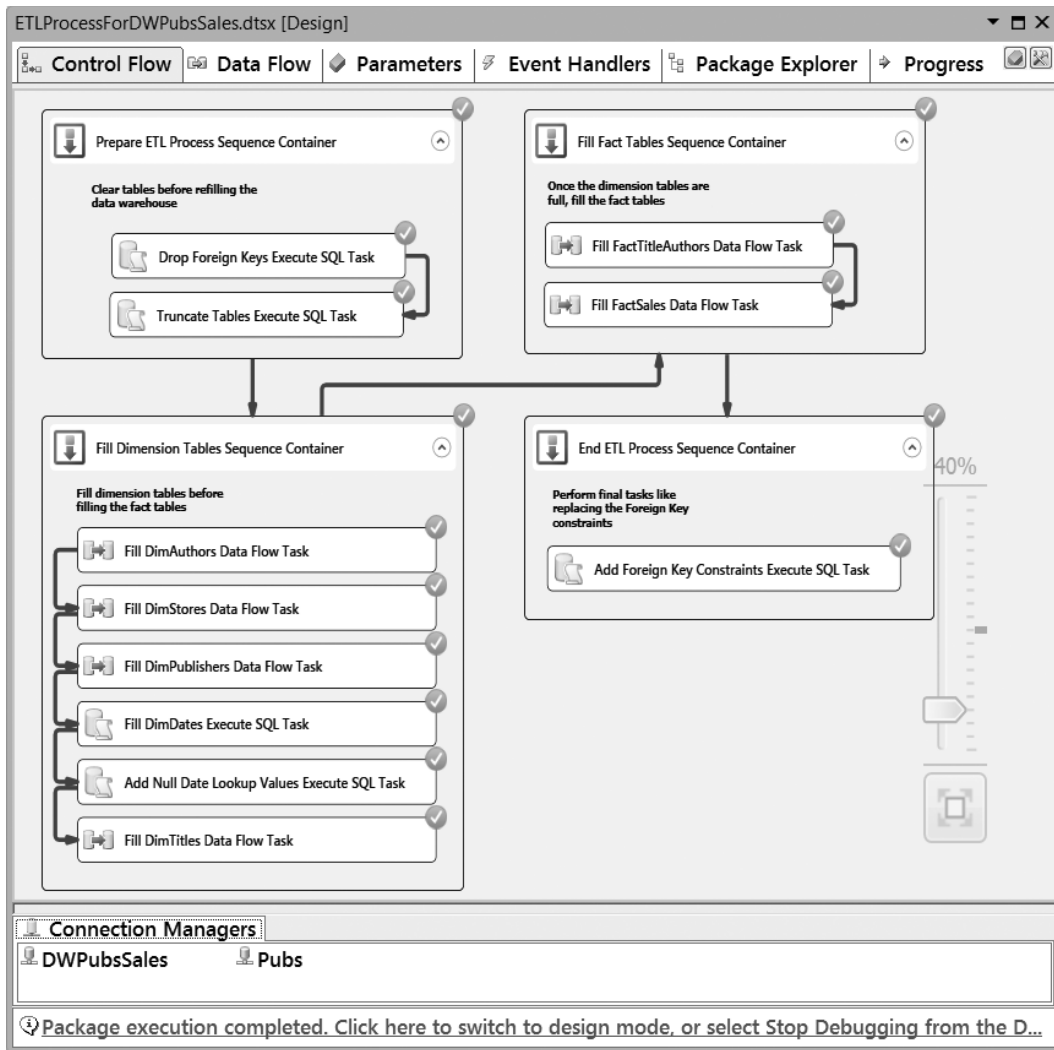 ETLProcessForDWPubsSales.dtsx [Design]
Control Flow Data Flow Parameters Event Handlers Package Explorer Progress
Prepare ETL Process Sequence Container
Clear tables before refilling the
data warehouse
Drop Foreign Keys Execute SQL Task
Truncate Tables Execute SQL Task
Fill Dimension Tables Sequence Container
Fill dimension tables before
filling the fact tables
Fill DimAuthors Data Flow Task
Fill DimStores Data Flow Task
Fill DimPublishers Data Flow Task
Fill DimDates Execute SQL Task
Add Null Date Lookup Values Execute SQL Task
Fill DimTitles Data Flow Task
Fill Fact Tables Sequence Container
Once the dimension tables are
full, fill the fact tables
Fill FactTitleAuthors Data Flow Task
Fill FactSales Data Flow Task
End ETL Process Sequence Container
Perform final tasks like
replacing the Foreign Key
constraints
Add Foreign Key Constraints Execute SQL Task
40%
Connection Managers
DWPubsSales Pubs
Package execution completed. Click here to switch to design mode, or select Stop Debugging from the D...